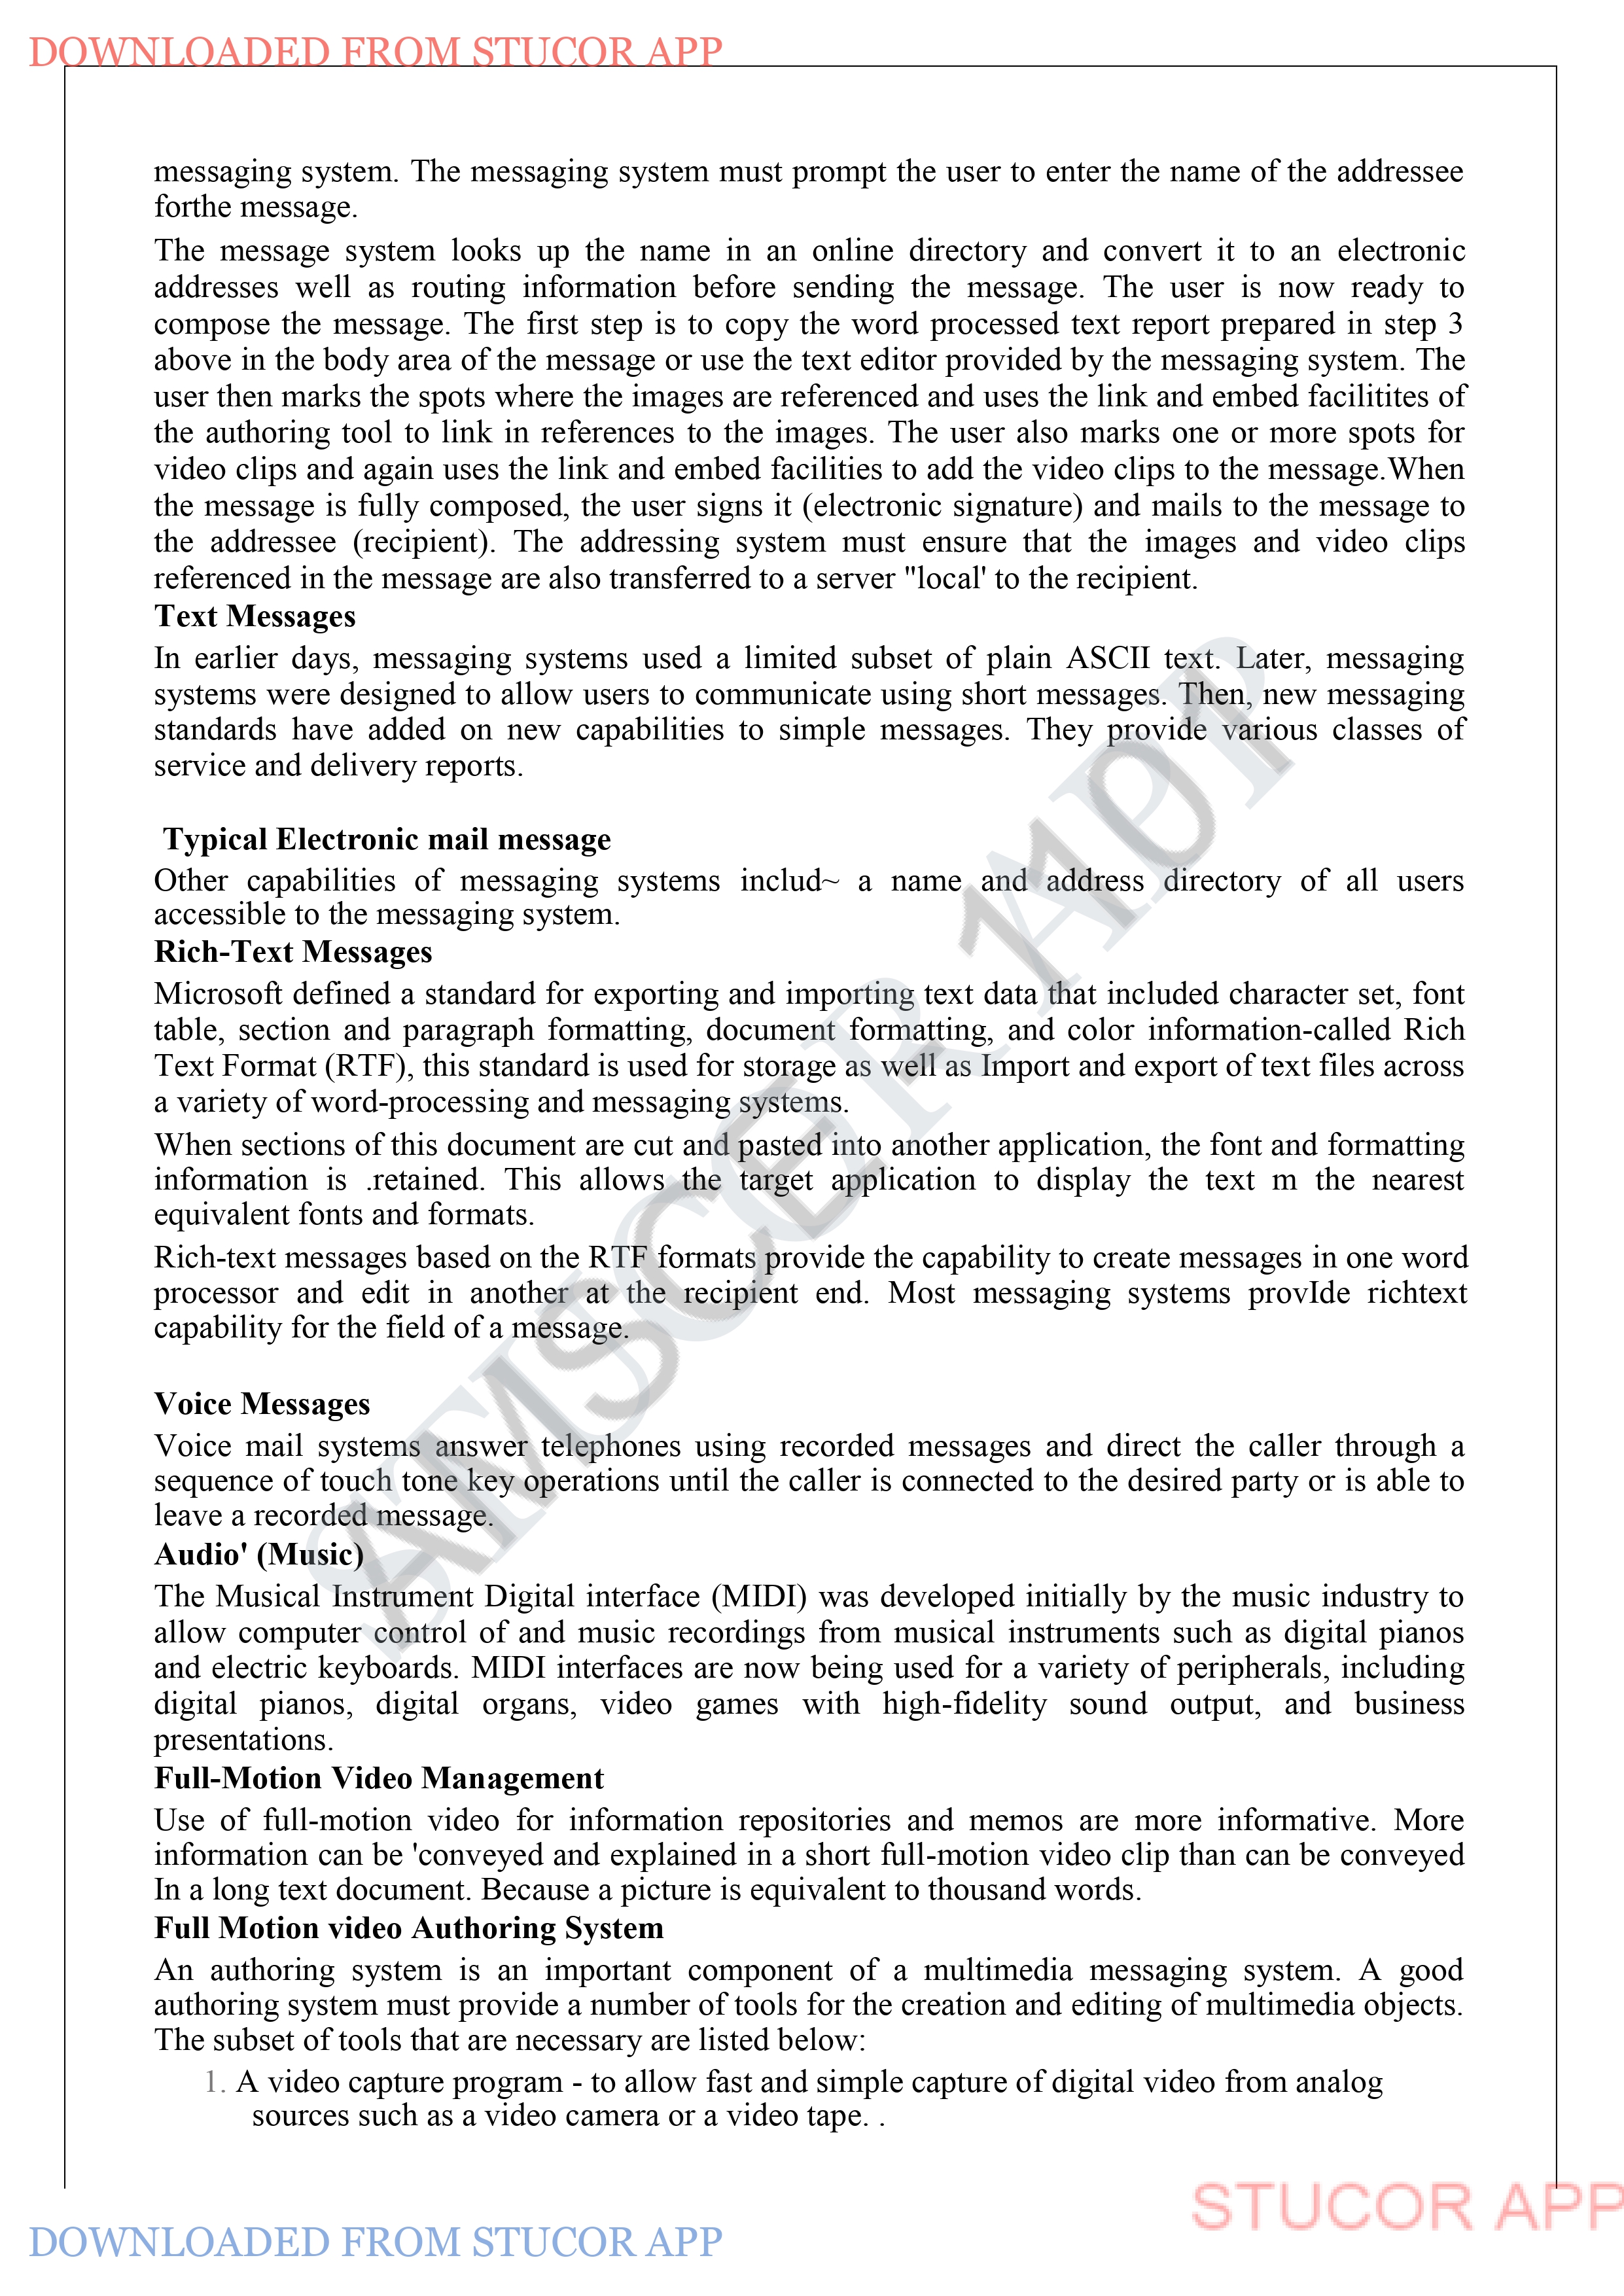 DOWNLOADED FROM STUCOR APP
messaging system. The messaging system must prompt the user to enter the name of the addressee
forthe message.
The message system looks up the name in an online directory and convert it to an electronic
addresses well as routing information before sending the message. The user is now ready to
compose the message. The first step is to copy the word processed text report prepared in step 3
above in the body area of the message or use the text editor provided by the messaging system. The
user then marks the spots where the images are referenced and uses the link and embed facilitites of
the authoring tool to link in references to the images. The user also marks one or more spots for
video clips and again uses the link and embed facilities to add the video clips to the message.When
the message is fully composed, the user signs it (electronic signature) and mails to the message to
the addressee (recipient). The addressing system must ensure that the images and video clips
referenced in the message are also transferred to a server "local' to the recipient.
Text Messages
In earlier days, messaging systems used a limited subset of plain ASCII text. Later, messaging
systems were designed to allow users to communicate using short messages. Then, new messaging
standards have added on new capabilities to simple messages. They provide various classes of
service and delivery reports.
Typical Electronic mail message
Other capabilities of messaging systems includ~ a name and address directory of all users
accessible to the messaging system.
Rich-Text Messages
Microsoft defined a standard for exporting and importing text data that included character set, font
table, section and paragraph formatting, document formatting, and color information-called Rich
Text Format (RTF), this standard is used for storage as well as Import and export of text files across
a variety of word-processing and messaging systems.
When sections of this document are cut and pasted into another application, the font and formatting
information is .retained. This allows the target application to display the text m the nearest
equivalent fonts and formats.
Rich-text messages based on the RTF formats provide the capability to create messages in one word
processor and edit in another at the recipient end. Most messaging systems provIde richtext
capability for the field of a message.
Voice Messages
Voice mail systems answer telephones using recorded messages and direct the caller through a
sequence of touch tone key operations until the caller is connected to the desired party or is able to
leave a recorded message.
Audio' (Music)
The Musical Instrument Digital interface (MIDI) was developed initially by the music industry to
allow computer control of and music recordings from musical instruments such as digital pianos
and electric keyboards. MIDI interfaces are now being used for a variety of peripherals, including
digital pianos, digital organs, video games with high-fidelity sound output, and business
presentations.
Full-Motion Video Management
Use of full-motion video for information repositories and memos are more informative. More
information can be 'conveyed and explained in a short full-motion video clip than can be conveyed
In a long text document. Because a picture is equivalent to thousand words.
Full Motion video Authoring System
An authoring system is an important component of a multimedia messaging system. A good
authoring system must provide a number of tools for the creation and editing of multimedia objects.
The subset of tools that are necessary are listed below:
1. A video capture program - to allow fast and simple capture of digital video from analog
sources such as a video camera or a video tape. .
AMSCE 1101
STUCOR APP
STUCOR APP
DOWNLOADED FROM STUCOR APP